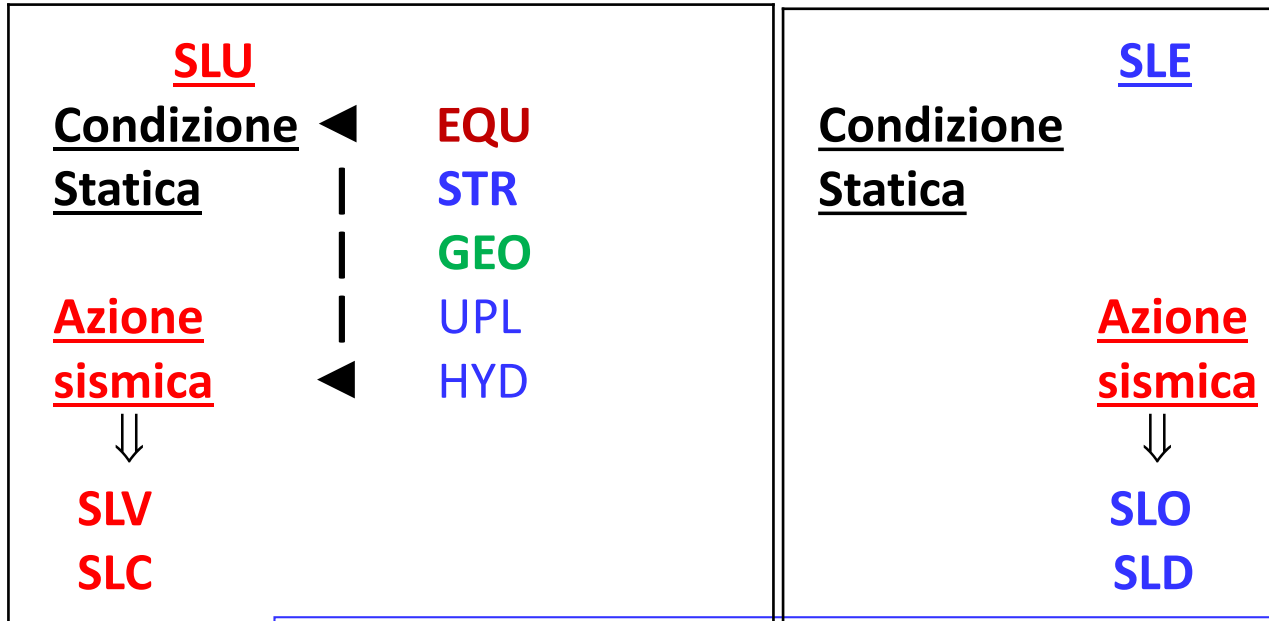 SLU
Condizione ◄ EQU
Statica | STR
| GEO
Azione | UPL
sismica ◄ HYD
⇓
SLV
SLC
SLE
Condizione
Statica
Azione
sismica
⇓
SLO
SLD